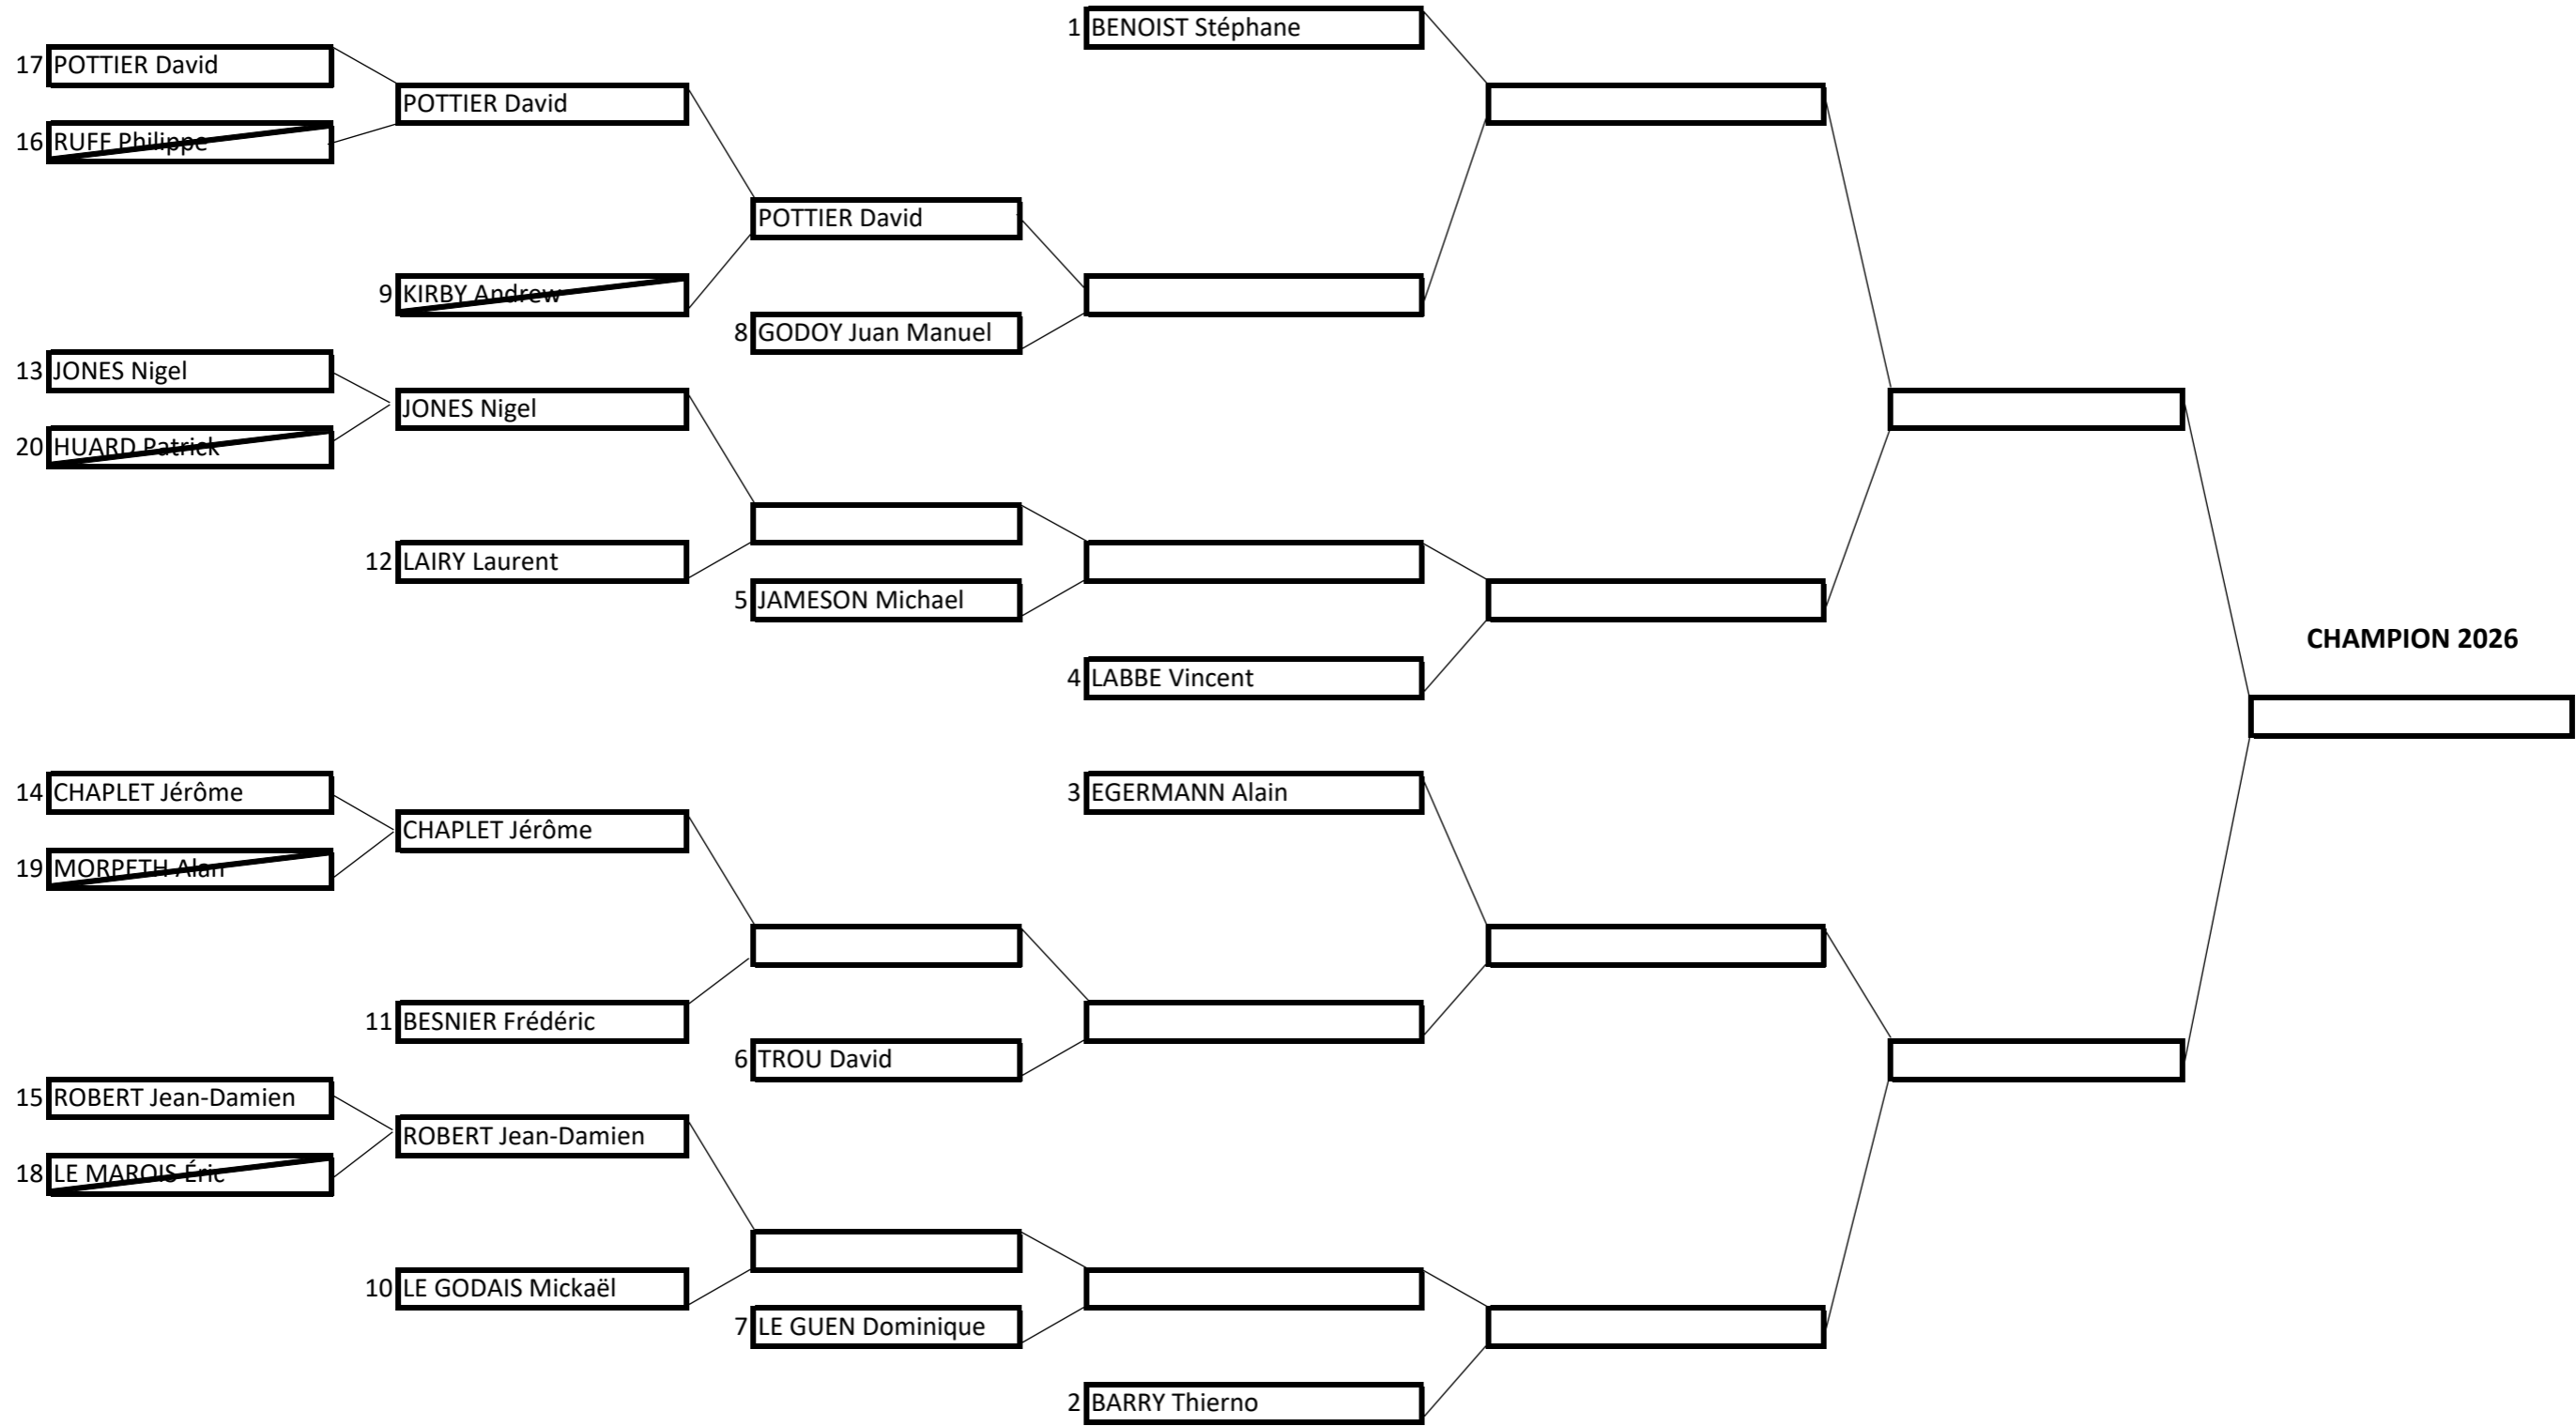 1 BENOIST Stéphane
17 POTTIER David
POTTIER David
16 RUFF Philippe
POTTIER David
9 KIRBY Andrew
8 GODOY Juan Manuel
13 JONES Nigel
JONES Nigel
20 HUARD Patrick
12 LAIRY Laurent
5 JAMESON Michael
CHAMPION 2026
4 LABBE Vincent
14 CHAPLET Jérôme
3 EGERMANN Alain
CHAPLET Jérôme
19 MORPETH Alan
11 BESNIER Frédéric
6 TROU David
15 ROBERT Jean-Damien
ROBERT Jean-Damien
18 LE MAROIS Éric
10 LE GODAIS Mickaël
7 LE GUEN Dominique
2 BARRY Thierno